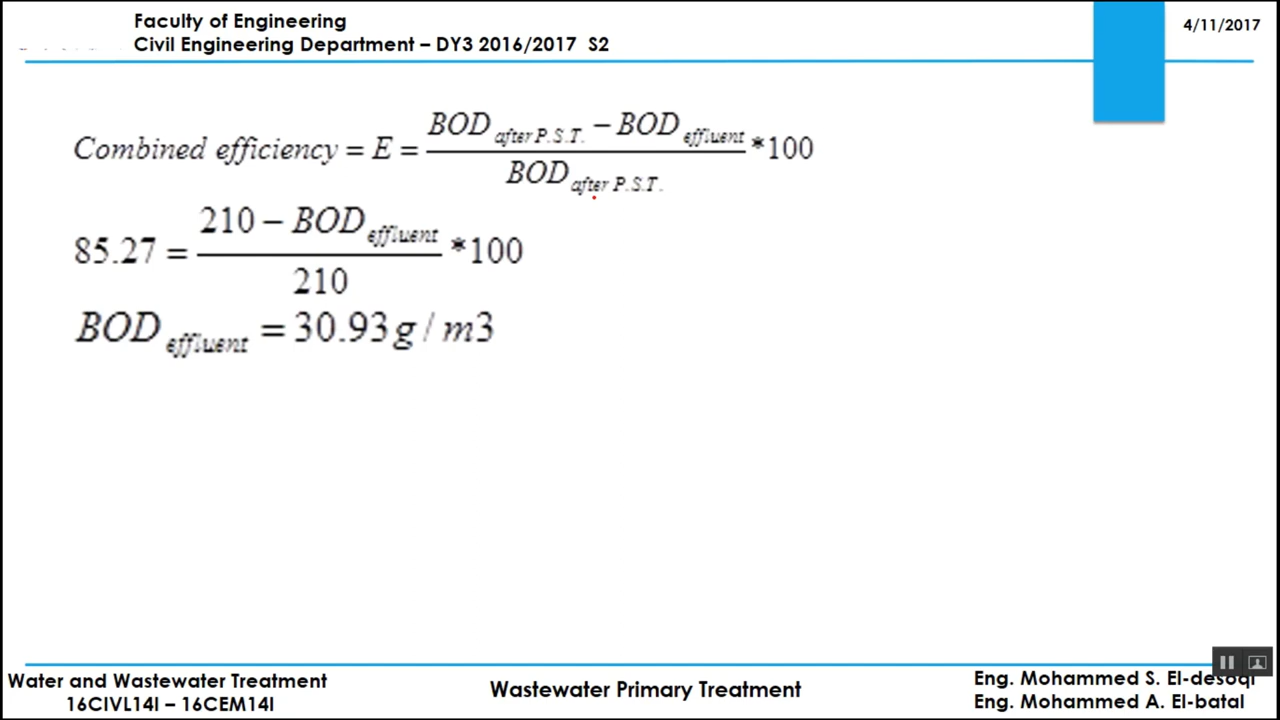 Faculty of Engineering
Civil Engineering Department – DY3 2016/2017 S2
4/11/2017
Combined efficiency = E = (BOD after P.S.T. − BOD effluent) / (BOD after P.S.T.) *100
85.27 = (210 − BOD effluent) / 210 *100
BOD effluent = 30.93 g / m3
Water and Wastewater Treatment
16CIVL14I – 16CEM14I
Wastewater Primary Treatment
Eng. Mohammed S. El-desoqi
Eng. Mohammed A. El-batal